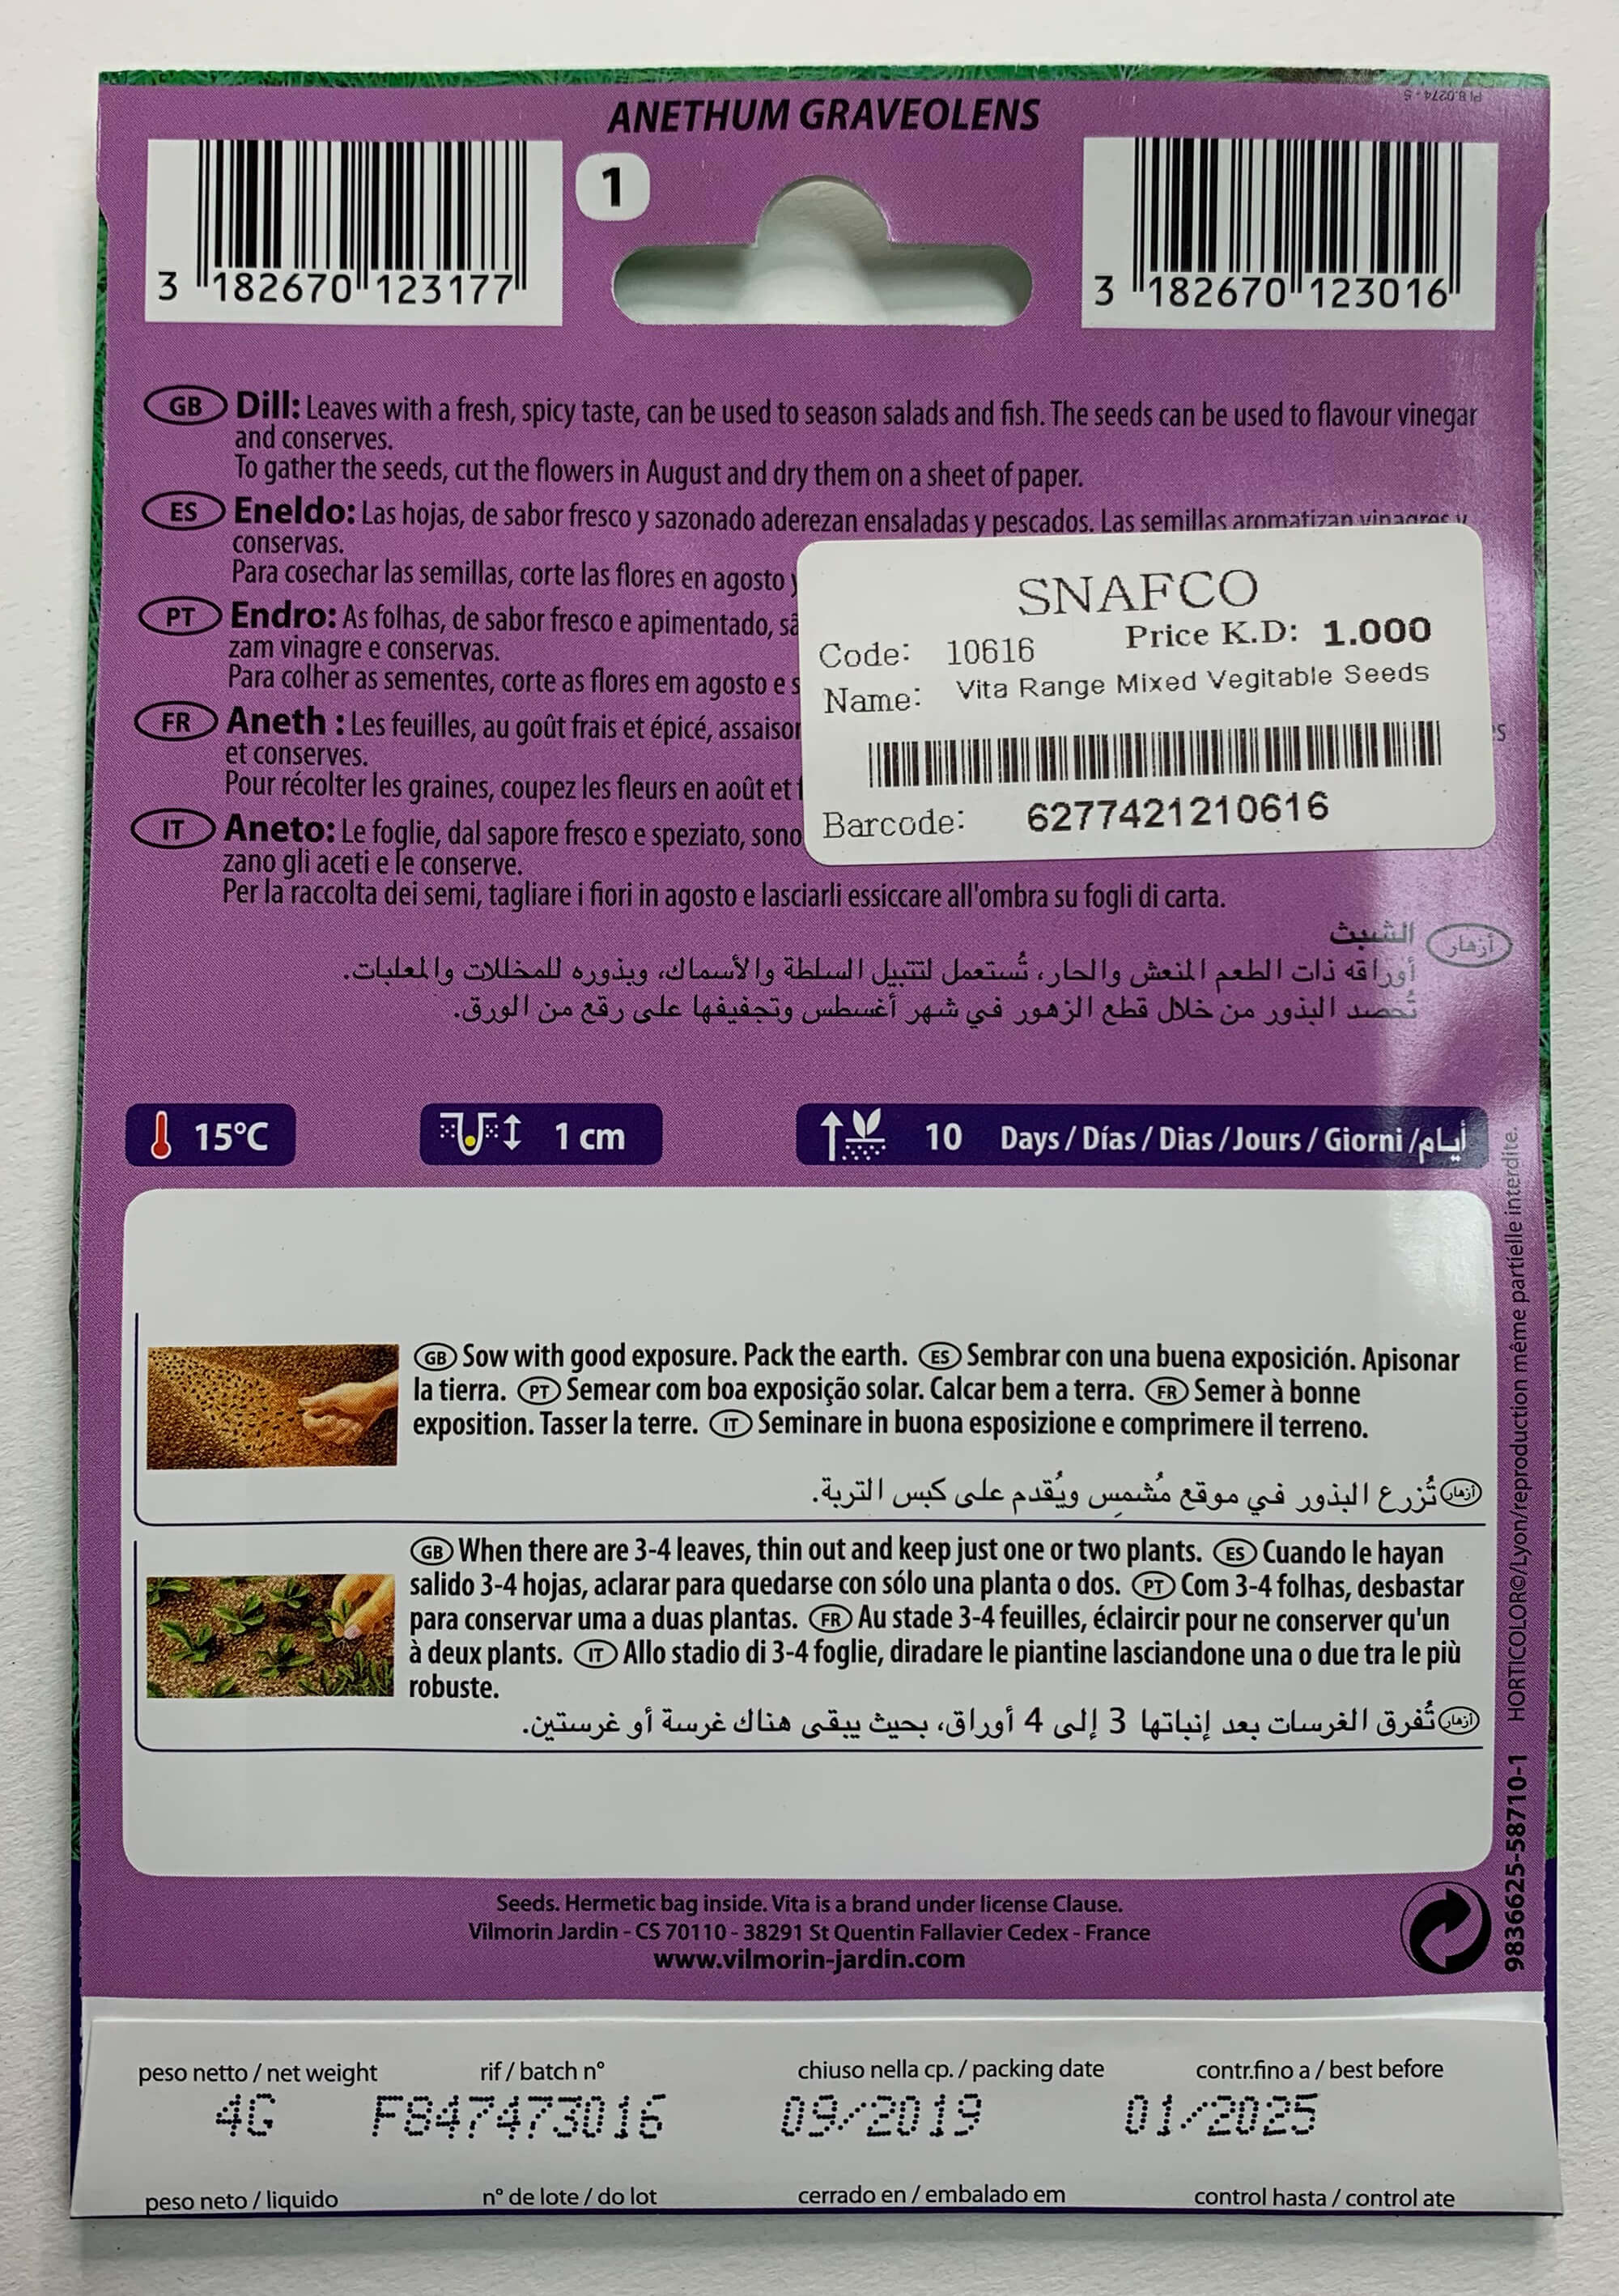 PI 8.0274 - 5
ANETHUM GRAVEOLENS
1
3 182670 123177
3 182670 123016
GB Dill: Leaves with a fresh, spicy taste, can be used to season salads and fish. The seeds can be used to flavour vinegar
and conserves.
To gather the seeds, cut the flowers in August and dry them on a sheet of paper.
ES Eneldo: Las hojas, de sabor fresco y sazonado aderezan ensaladas y pescados. Las semillas aromatizan vinagres y
conservas.
Para cosechar las semillas, corte las flores en agosto y
PT Endro: As folhas, de sabor fresco e apimentado, sã
zam vinagre e conservas.
Para colher as sementes, corte as flores em agosto e s
FR Aneth : Les feuilles, au goût frais et épicé, assaison
et conserves.
Pour récolter les graines, coupez les fleurs en août et
IT Aneto: Le foglie, dal sapore fresco e speziato, sono
zano gli aceti e le conserve.
Per la raccolta dei semi, tagliare i fiori in agosto e lasciarli essiccare all'ombra su fogli di carta.
SNAFCO
Code: 10616 Price K.D: 1.000
Name: Vita Range Mixed Vegitable Seeds
Barcode: 6277421210616
es
أزهار الشبث
أوراقه ذات الطعم المنعش والحار، تُستعمل لتتبيل السلطة والأسماك، وبذوره للمخللات والمعلبات.
تُحصد البذور من خلال قطع الزهور في شهر أغسطس وتجفيفها على رقع من الورق.
15°C
1 cm
10 Days / Días / Dias / Jours / Giorni / أيام
GB Sow with good exposure. Pack the earth. ES Sembrar con una buena exposición. Apisonar
la tierra. PT Semear com boa exposição solar. Calcar bem a terra. FR Semer à bonne
exposition. Tasser la terre. IT Seminare in buona esposizione e comprimere il terreno.
أزهار تُزرع البذور في موقع مُشمس ويُقدم على كبس التربة.
GB When there are 3-4 leaves, thin out and keep just one or two plants. ES Cuando le hayan
salido 3-4 hojas, aclarar para quedarse con sólo una planta o dos. PT Com 3-4 folhas, desbastar
para conservar uma a duas plantas. FR Au stade 3-4 feuilles, éclaircir pour ne conserver qu'un
à deux plants. IT Allo stadio di 3-4 foglie, diradare le piantine lasciandone una o due tra le più
robuste.
أزهار تُفرق الغرسات بعد إنباتها 3 إلى 4 أوراق، بحيث يبقى هناك غرسة أو غرستين.
9836625-58710-1 HORTICOLOR©/Lyon/reproduction même partielle interdite.
Seeds. Hermetic bag inside. Vita is a brand under license Clause.
Vilmorin Jardin - CS 70110 - 38291 St Quentin Fallavier Cedex - France
www.vilmorin-jardin.com
peso netto / net weight rif / batch n° chiuso nella cp. / packing date contr.fino a / best before
4G F847473016 09/2019 01/2025
peso neto / liquido n° de lote / do lot cerrado en / embalado em control hasta / control ate